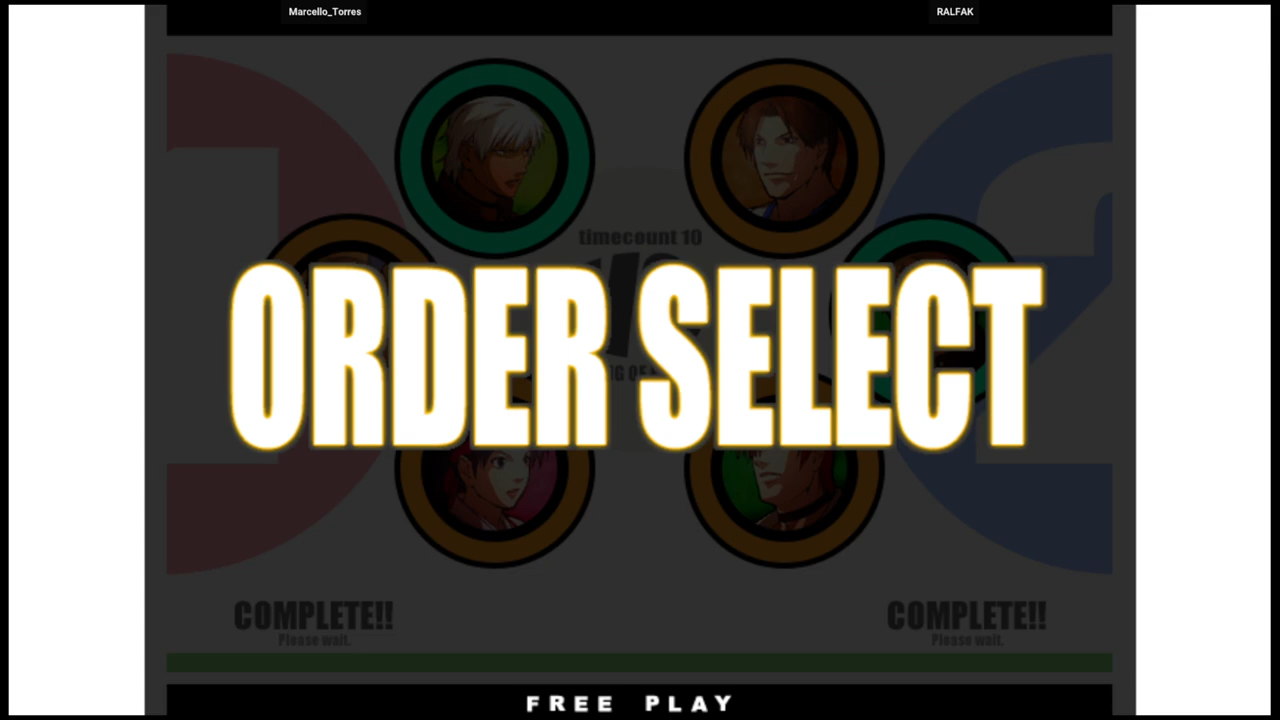 Marcello_Torres
RALFAK
timecount 10
ORDER SELECT
COMPLETE!!
Please wait.
COMPLETE!!
Please wait.
FREE PLAY